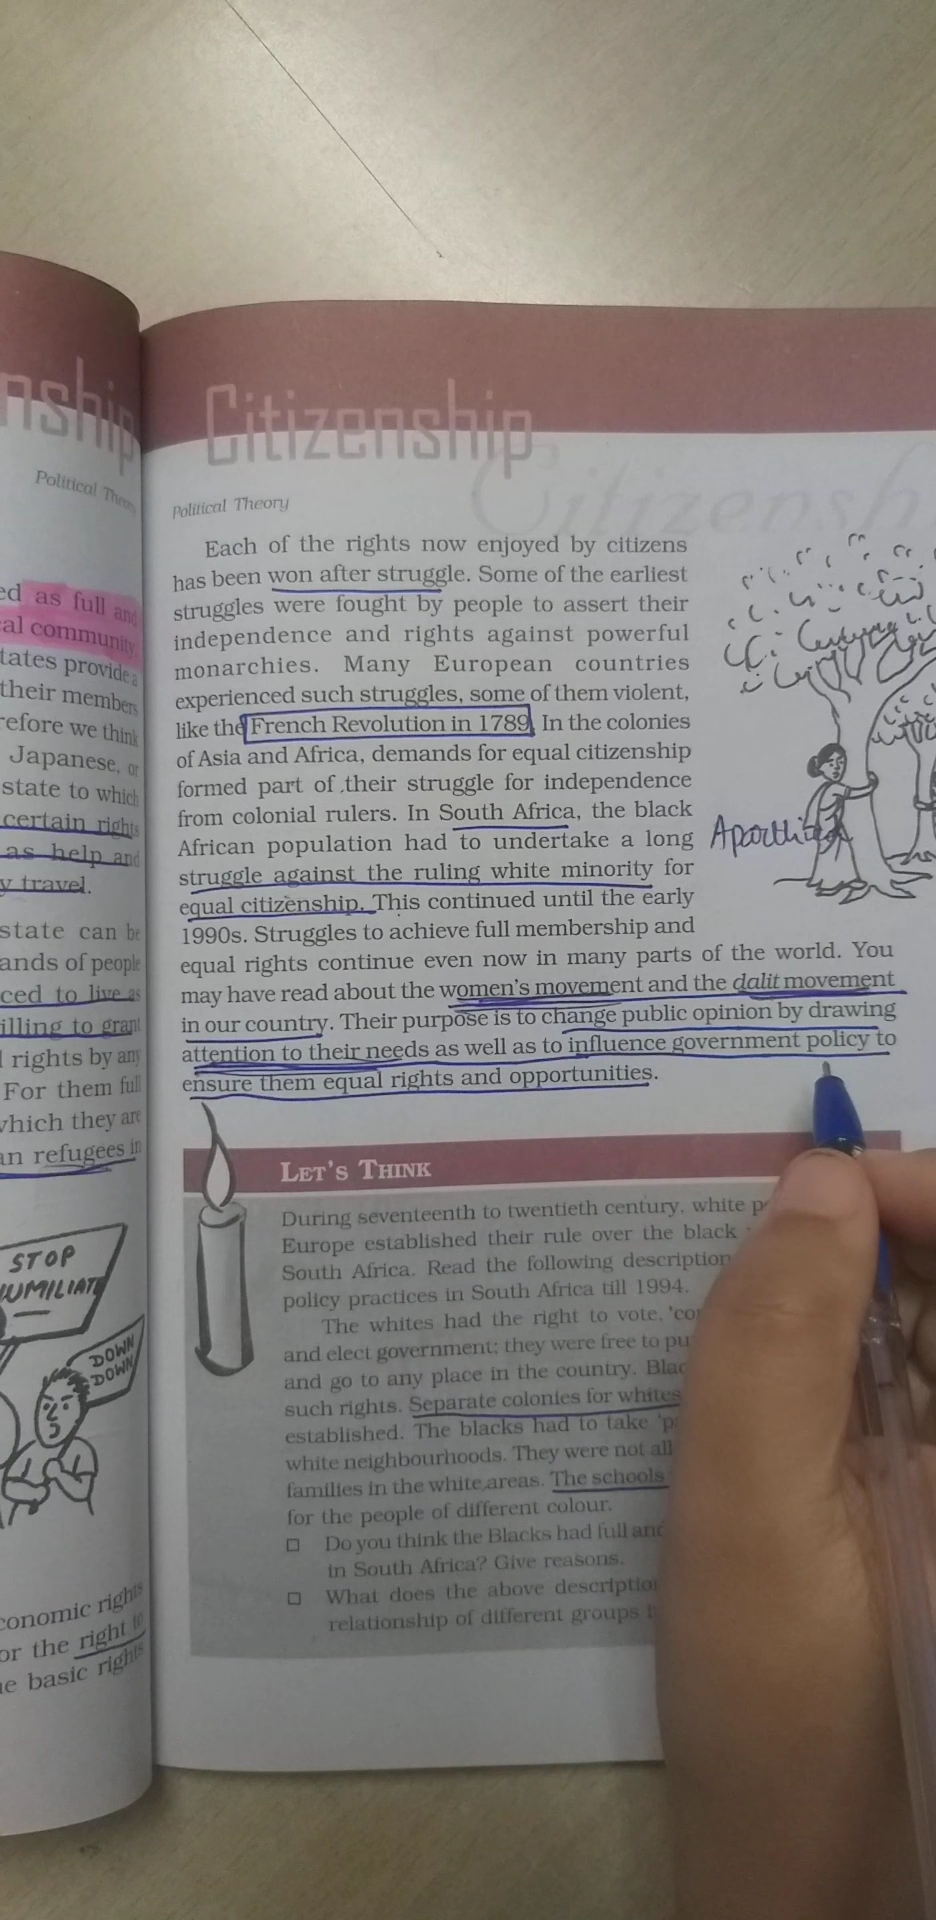 nship
Political Theory
ed as full and
al community.
tates provide a
their members
refore we think
Japanese, or
state to which
certain rights
as help and
y travel.
state can be
ands of people
ced to live as
illing to grant
l rights by any
For them full
which they are
an refugees in
STOP
UMILIAT
DOWN
DOWN
conomic rights
or the right to
ne basic rights
Citizenship
Citizensh
Political Theory
Each of the rights now enjoyed by citizens
has been won after struggle. Some of the earliest
struggles were fought by people to assert their
independence and rights against powerful
monarchies. Many European countries
experienced such struggles, some of them violent,
like the French Revolution in 1789. In the colonies
of Asia and Africa, demands for equal citizenship
formed part of their struggle for independence
from colonial rulers. In South Africa, the black
African population had to undertake a long
struggle against the ruling white minority for
equal citizenship. This continued until the early
1990s. Struggles to achieve full membership and
equal rights continue even now in many parts of the world. You
may have read about the women's movement and the dalit movement
in our country. Their purpose is to change public opinion by drawing
attention to their needs as well as to influence government policy to
ensure them equal rights and opportunities.
LET'S THINK
During seventeenth to twentieth century, white p
Europe established their rule over the black
South Africa. Read the following description
policy practices in South Africa till 1994.
The whites had the right to vote, 'co
and elect government; they were free to pu
and go to any place in the country. Blac
such rights. Separate colonies for whites
established. The blacks had to take 'p
white neighbourhoods. They were not all
families in the white areas. The schools
for the people of different colour.
□ Do you think the Blacks had full and
in South Africa? Give reasons.
□ What does the above description
relationship of different groups